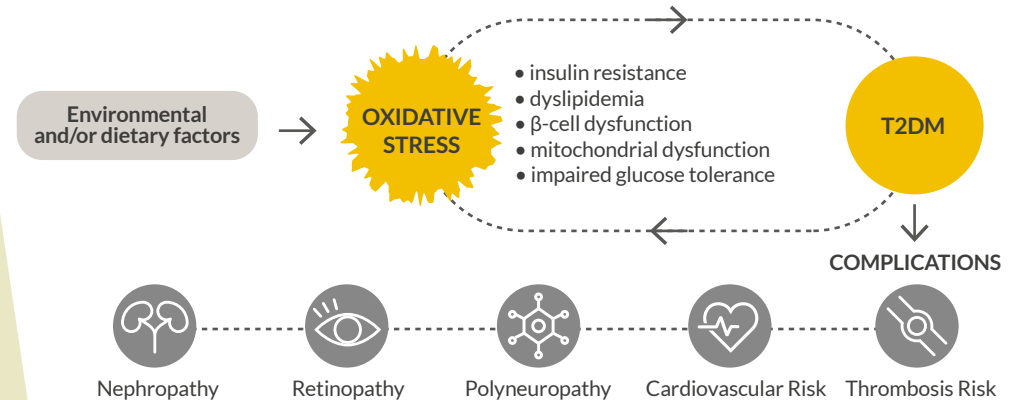 Environmental
and/or dietary factors
OXIDATIVE
STRESS
• insulin resistance
• dyslipidemia
• β-cell dysfunction
• mitochondrial dysfunction
• impaired glucose tolerance
T2DM
COMPLICATIONS
Nephropathy
Retinopathy
Polyneuropathy
Cardiovascular Risk
Thrombosis Risk